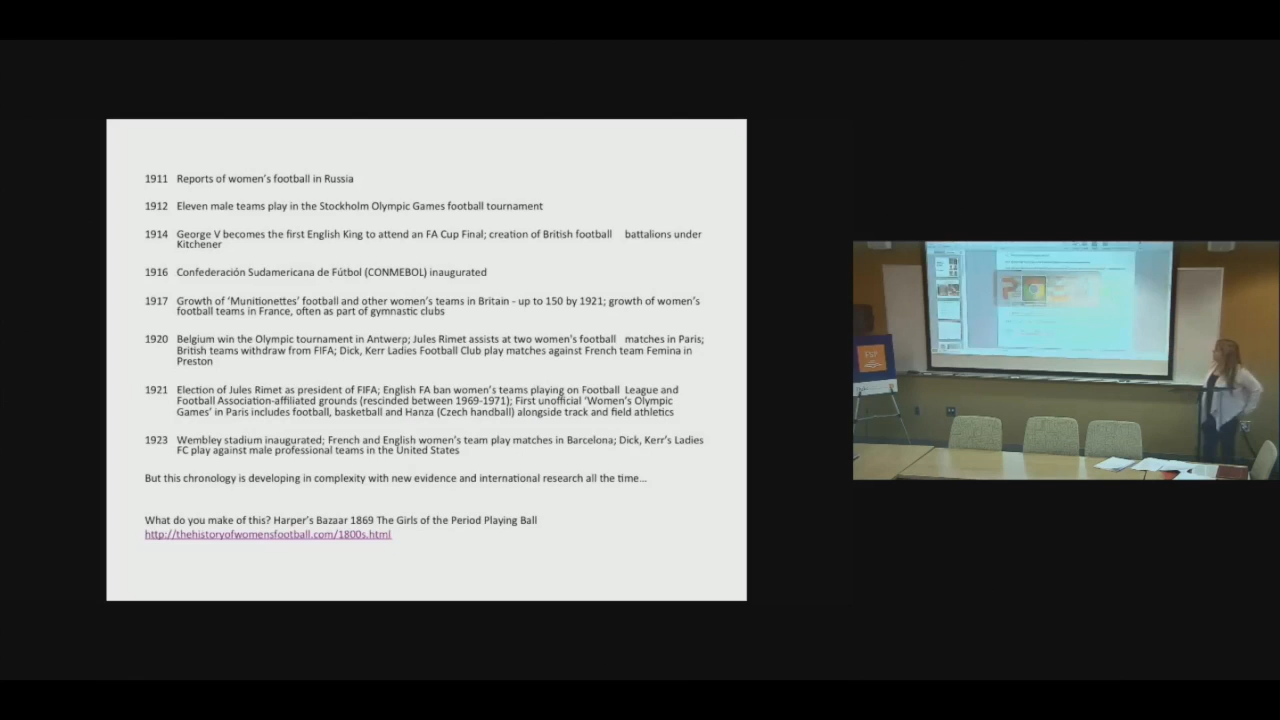 1911 Reports of women's football in Russia
1912 Eleven male teams play in the Stockholm Olympic Games football tournament
1914 George V becomes the first English King to attend an FA Cup Final; creation of British football battalions under
Kitchener
1916 Confederación Sudamericana de Fútbol (CONMEBOL) inaugurated
1917 Growth of 'Munitionettes' football and other women's teams in Britain - up to 150 by 1921; growth of women's
football teams in France, often as part of gymnastic clubs
1920 Belgium win the Olympic tournament in Antwerp; Jules Rimet assists at two women's football matches in Paris;
British teams withdraw from FIFA; Dick, Kerr Ladies Football Club play matches against French team Femina in
Preston
1921 Election of Jules Rimet as president of FIFA; English FA ban women's teams playing on Football League and
Football Association-affiliated grounds (rescinded between 1969-1971); First unofficial 'Women's Olympic
Games' in Paris includes football, basketball and Hanza (Czech handball) alongside track and field athletics
1923 Wembley stadium inaugurated; French and English women's team play matches in Barcelona; Dick, Kerr's Ladies
FC play against male professional teams in the United States
But this chronology is developing in complexity with new evidence and international research all the time...
What do you make of this? Harper's Bazaar 1869 The Girls of the Period Playing Ball
http://thehistoryofwomensfootball.com/1800s.html